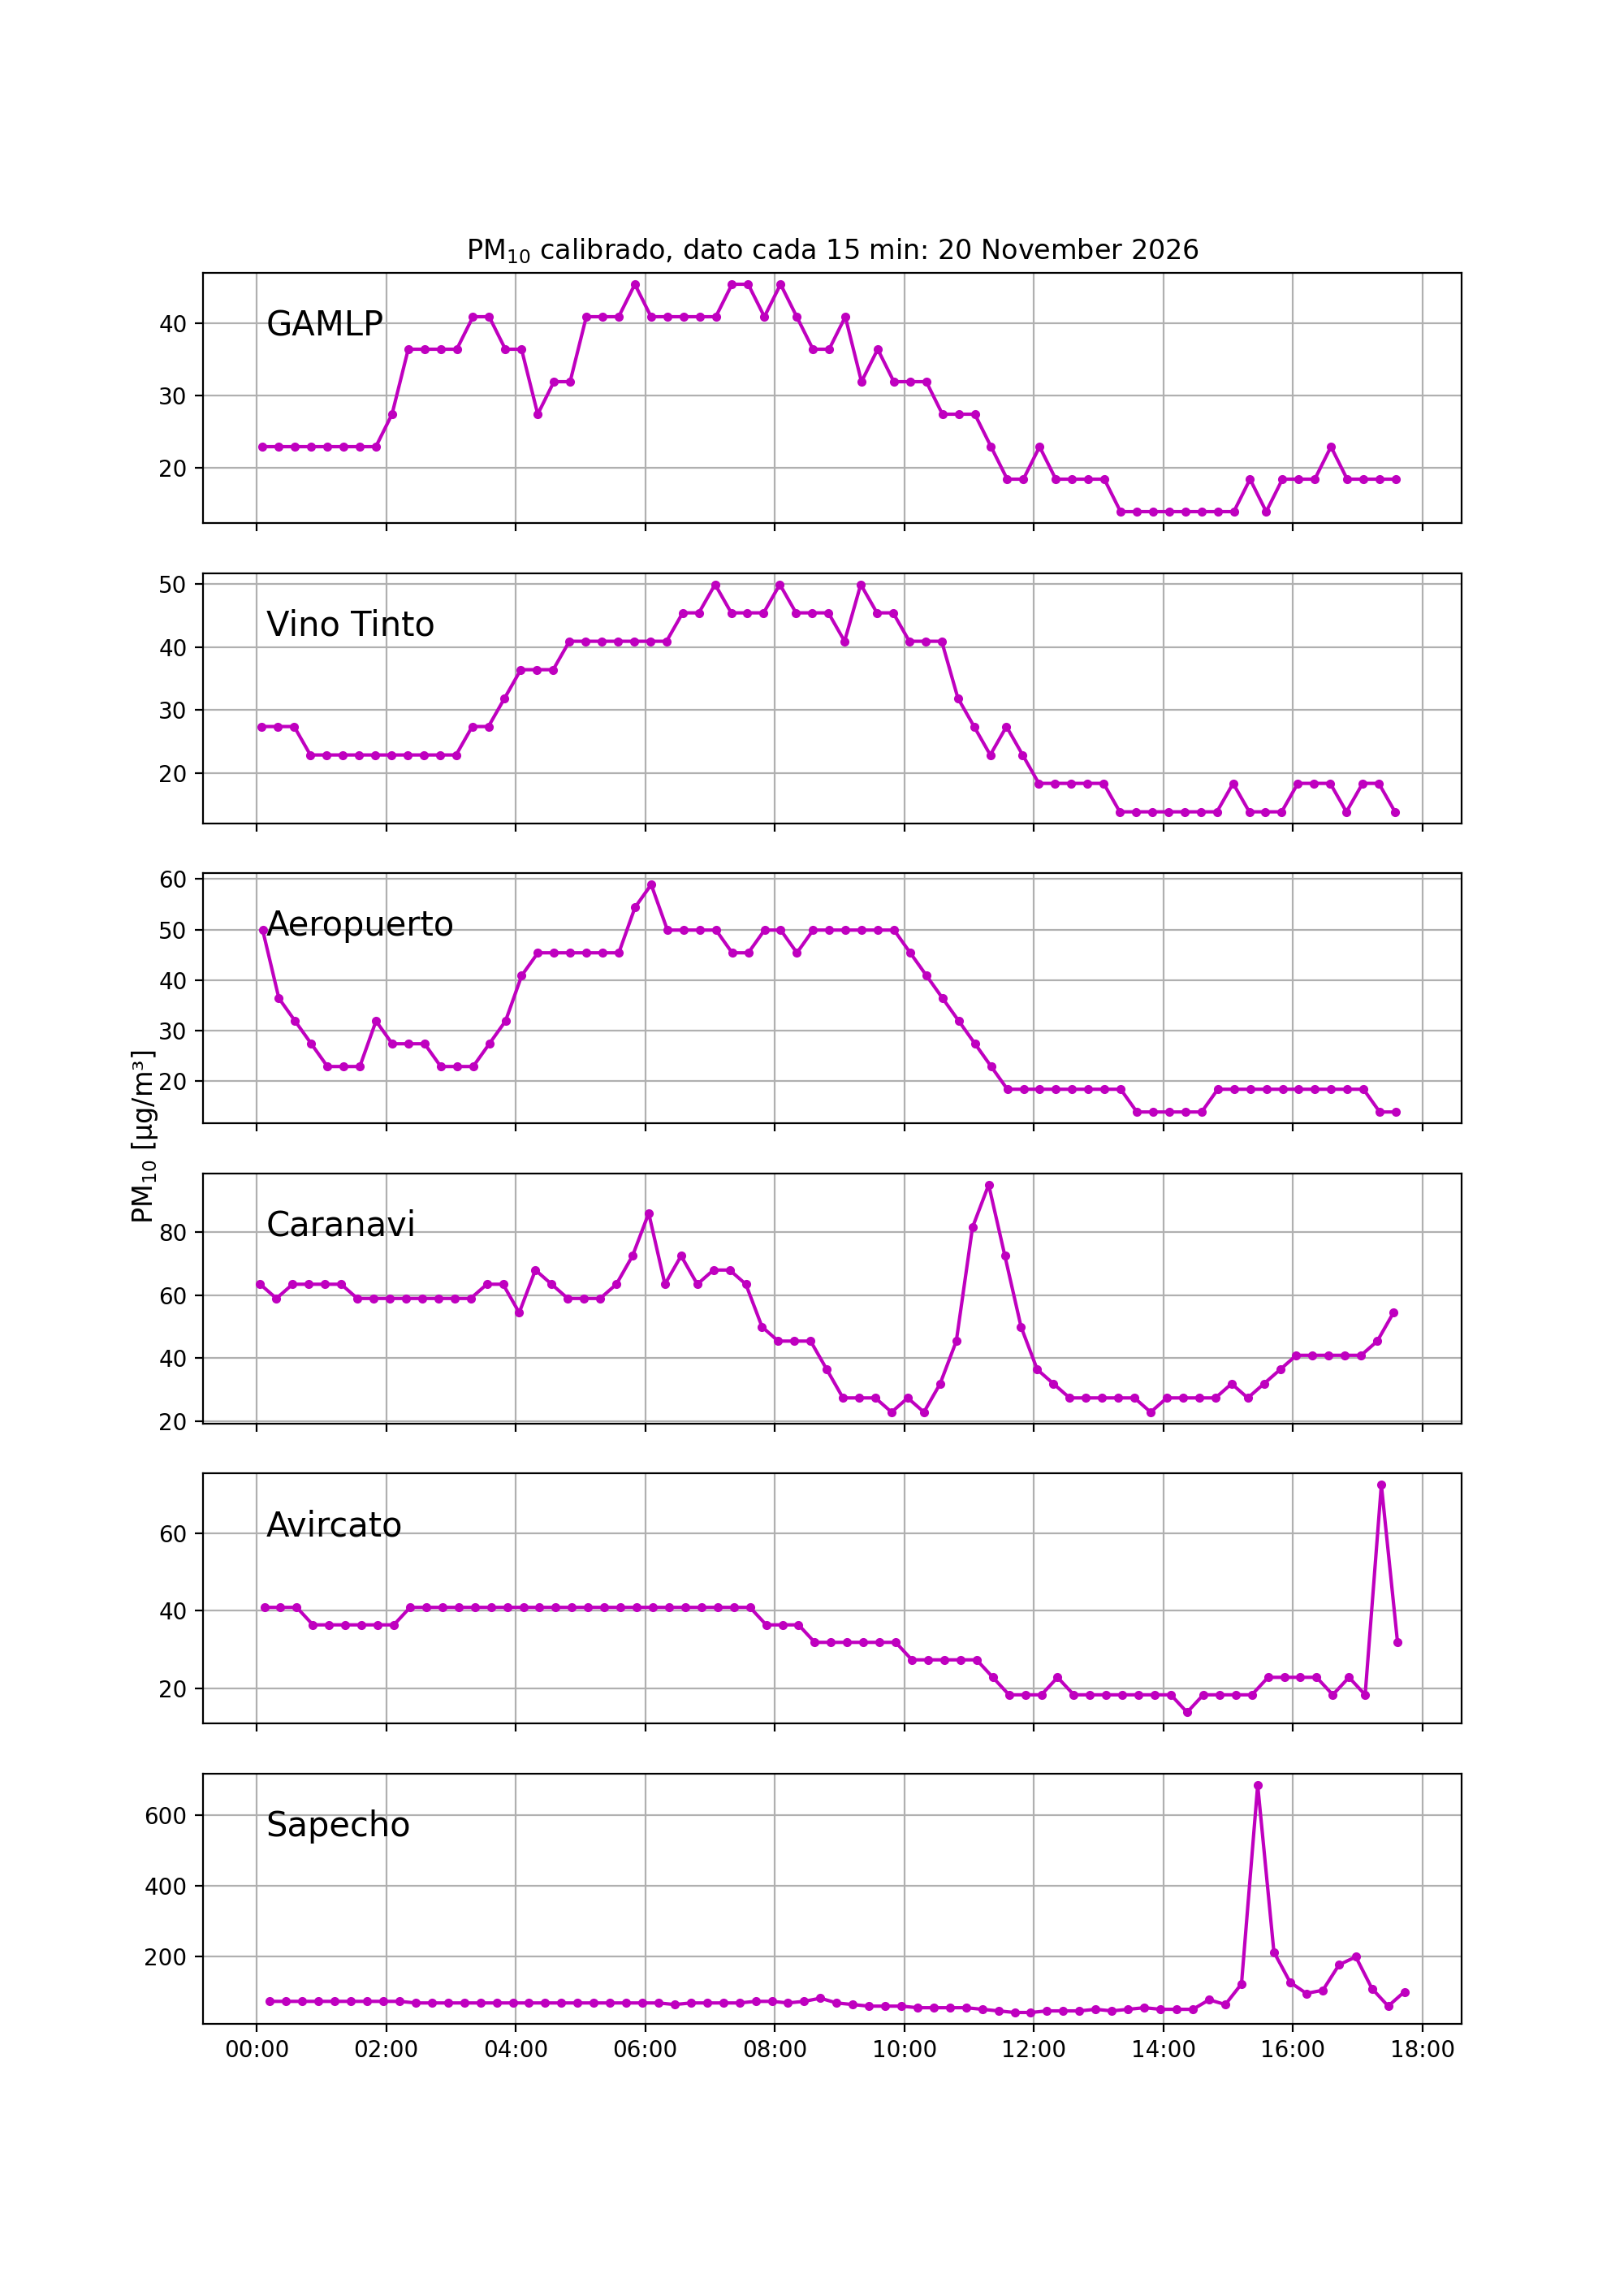 PM₁₀ calibrado, dato cada 15 min: 20 November 2026
GAMLP
40
30
20
Vino Tinto
50
40
30
20
Aeropuerto
60
50
40
30
20
PM₁₀ [µg/m³]
Caranavi
80
60
40
20
Avircato
60
40
20
Sapecho
600
400
200
00:00 02:00 04:00 06:00 08:00 10:00 12:00 14:00 16:00 18:00